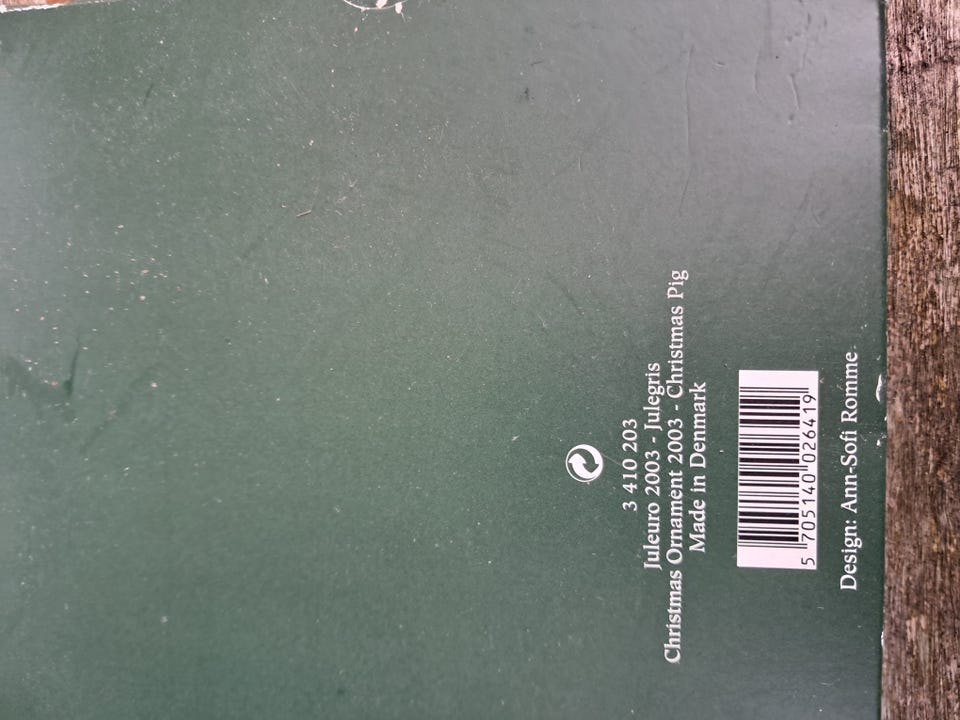 3 410 203
Juleuro 2003 - Julegris
Christmas Ornament 2003 - Christmas Pig
Made in Denmark
5 705140 026419
Design: Ann-Sofi Romme